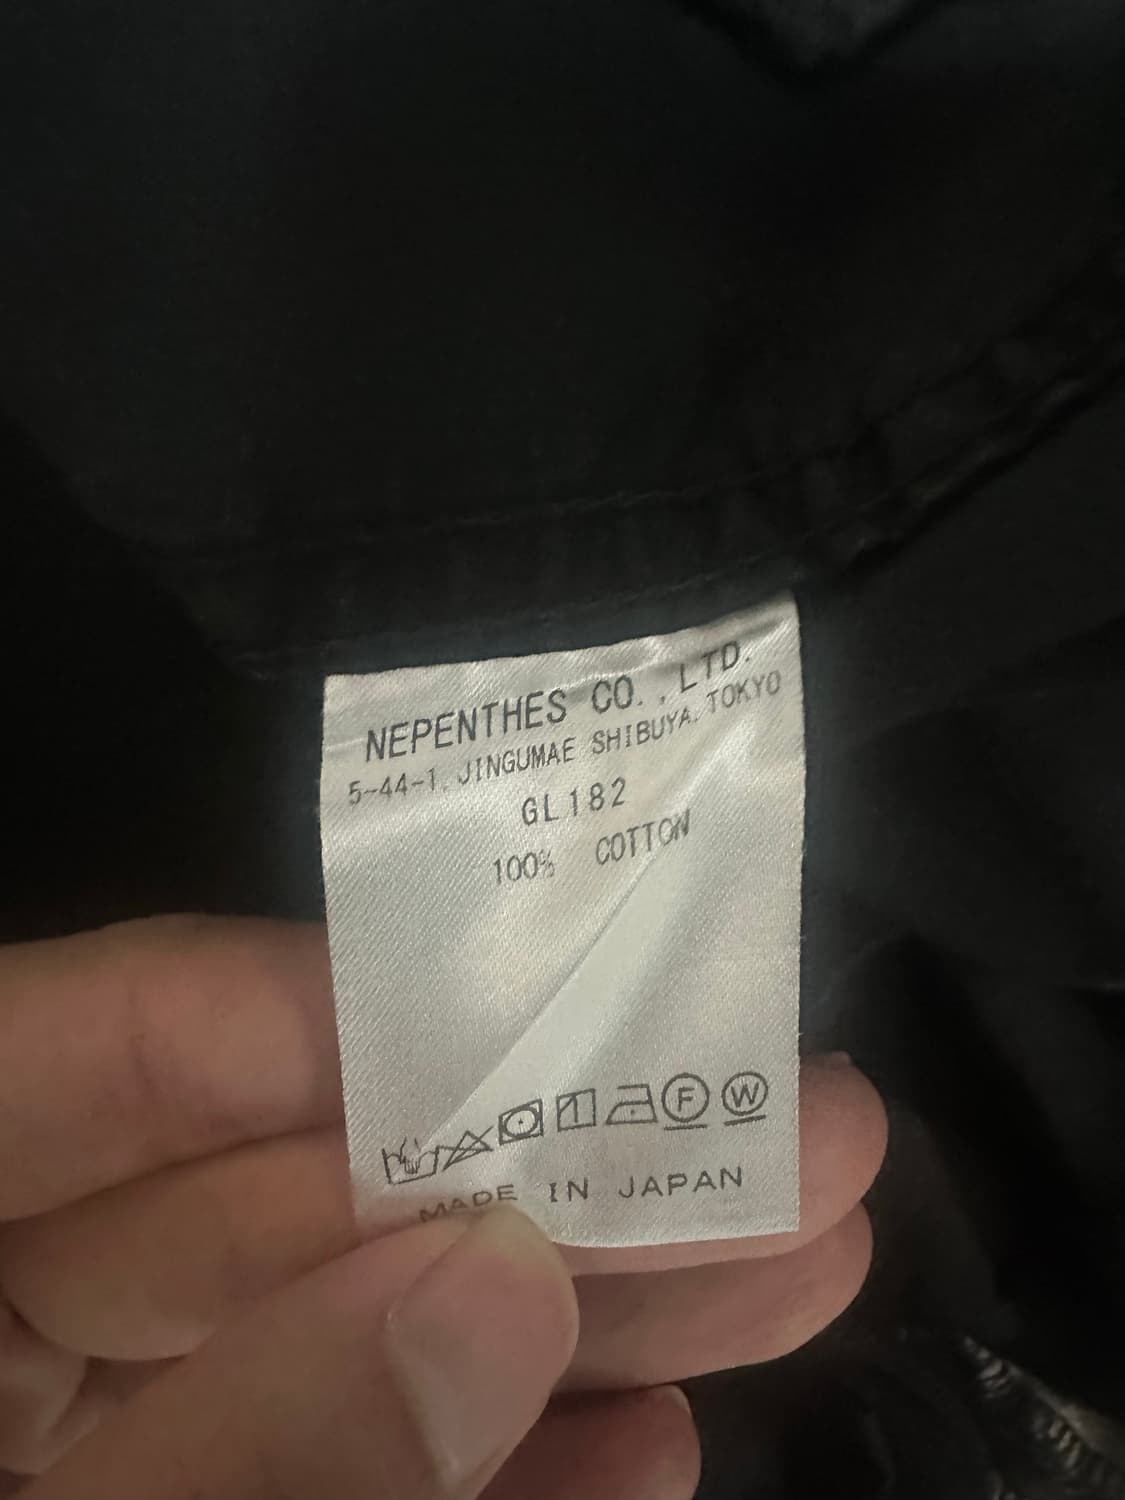 NEPENTHES CO., LTD.
5-44-1, JINGUMAE SHIBUYA, TOKYO
GL182
100% COTTON
F W
MADE IN JAPAN